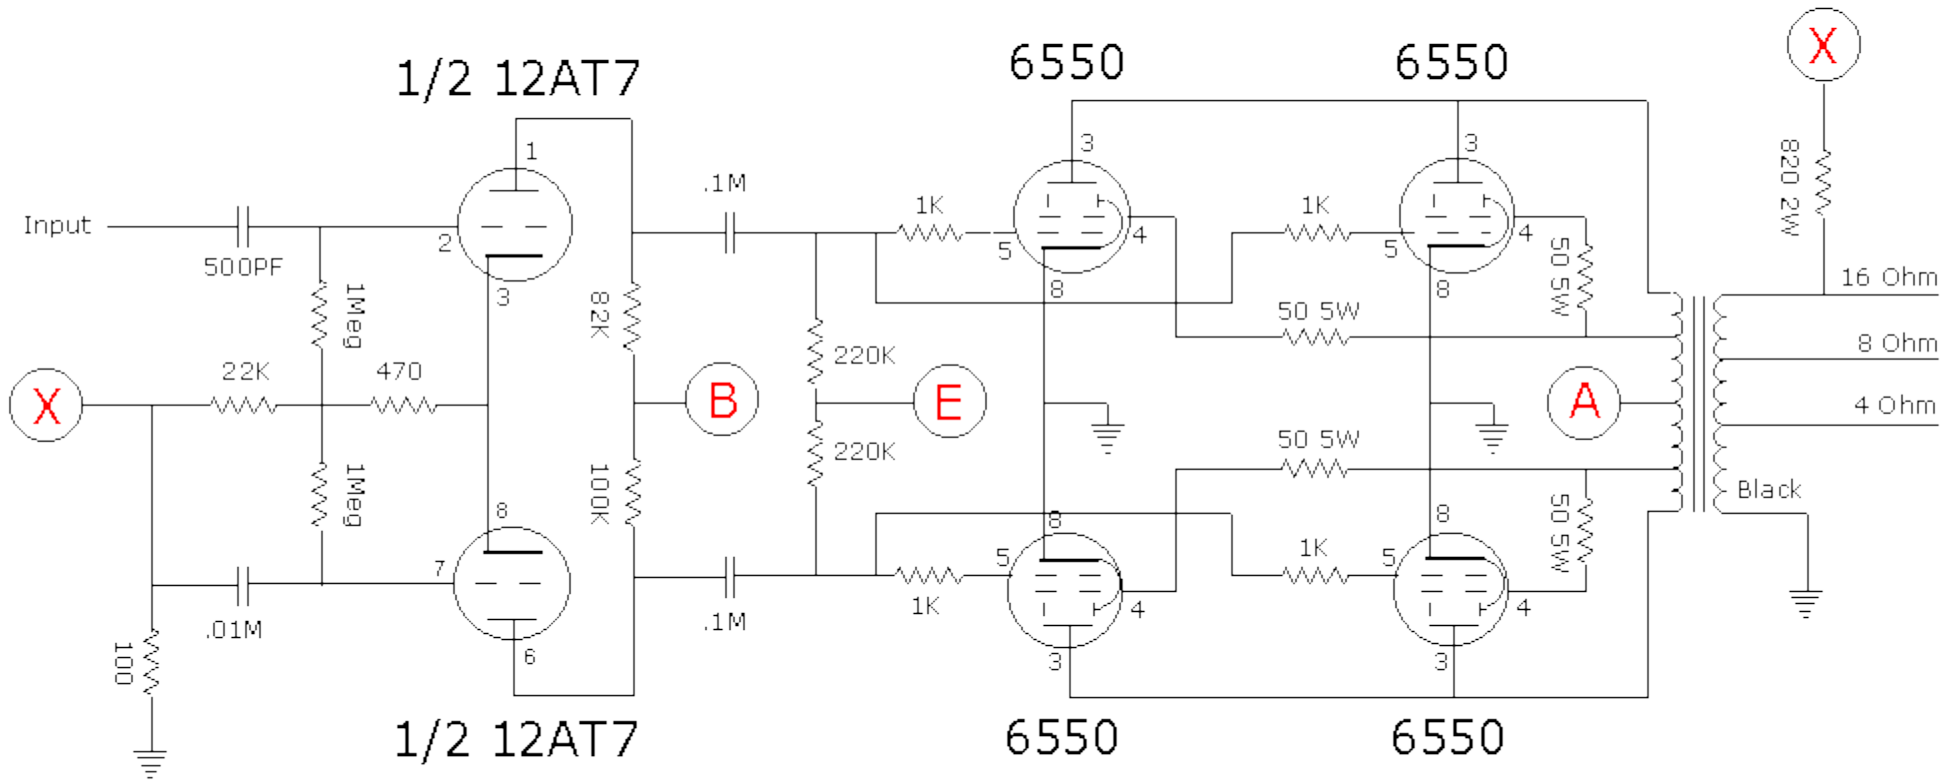 1/2 12AT7
6550
6550
X
1
3
3
.1M
1K
1K
Input
2
5
4
5
4
500PF
3
8
8
820 2W
50 5W
16 Ohm
1Meg
82K
50 5W
8 Ohm
22K
470
220K
X
B
E
A
4 Ohm
1Meg
100K
220K
50 5W
Black
8
8
8
50 5W
7
5
1K
5
.01M
.1M
1K
4
4
100
6
3
3
1/2 12AT7
6550
6550